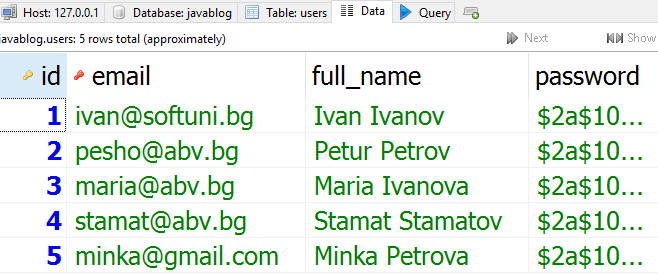 Host: 127.0.0.1 Database: javablog Table: users Data Query
javablog.users: 5 rows total (approximately) Next Show
id email full_name password
1 ivan@softuni.bg Ivan Ivanov $2a$10...
2 pesho@abv.bg Petur Petrov $2a$10...
3 maria@abv.bg Maria Ivanova $2a$10...
4 stamat@abv.bg Stamat Stamatov $2a$10...
5 minka@gmail.com Minka Petrova $2a$10...